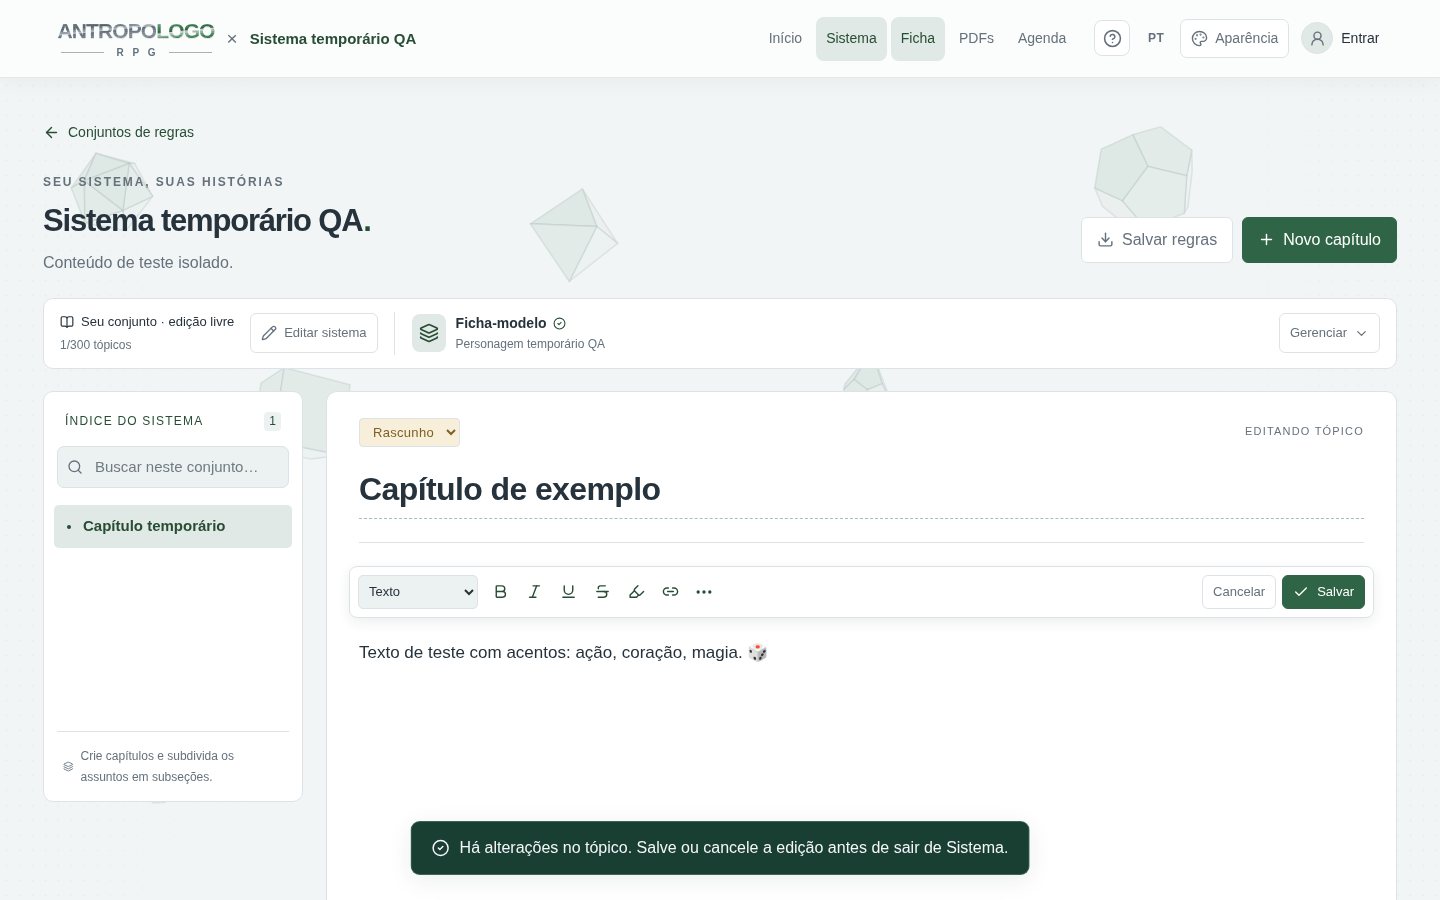 ANTROPOLOGO
RPG
×
Sistema temporário QA
Início
Sistema
Ficha
PDFs
Agenda
PT
Aparência
Entrar
Conjuntos de regras
SEU SISTEMA, SUAS HISTÓRIAS
Sistema temporário QA.
Conteúdo de teste isolado.
Salvar regras
Novo capítulo
Seu conjunto · edição livre
1/300 tópicos
Editar sistema
Ficha-modelo
Personagem temporário QA
Gerenciar
ÍNDICE DO SISTEMA
1
Buscar neste conjunto…
• Capítulo temporário
Crie capítulos e subdivida os
assuntos em subseções.
Rascunho
EDITANDO TÓPICO
Capítulo de exemplo
Texto
Cancelar
Salvar
Texto de teste com acentos: ação, coração, magia. 🎲
Há alterações no tópico. Salve ou cancele a edição antes de sair de Sistema.